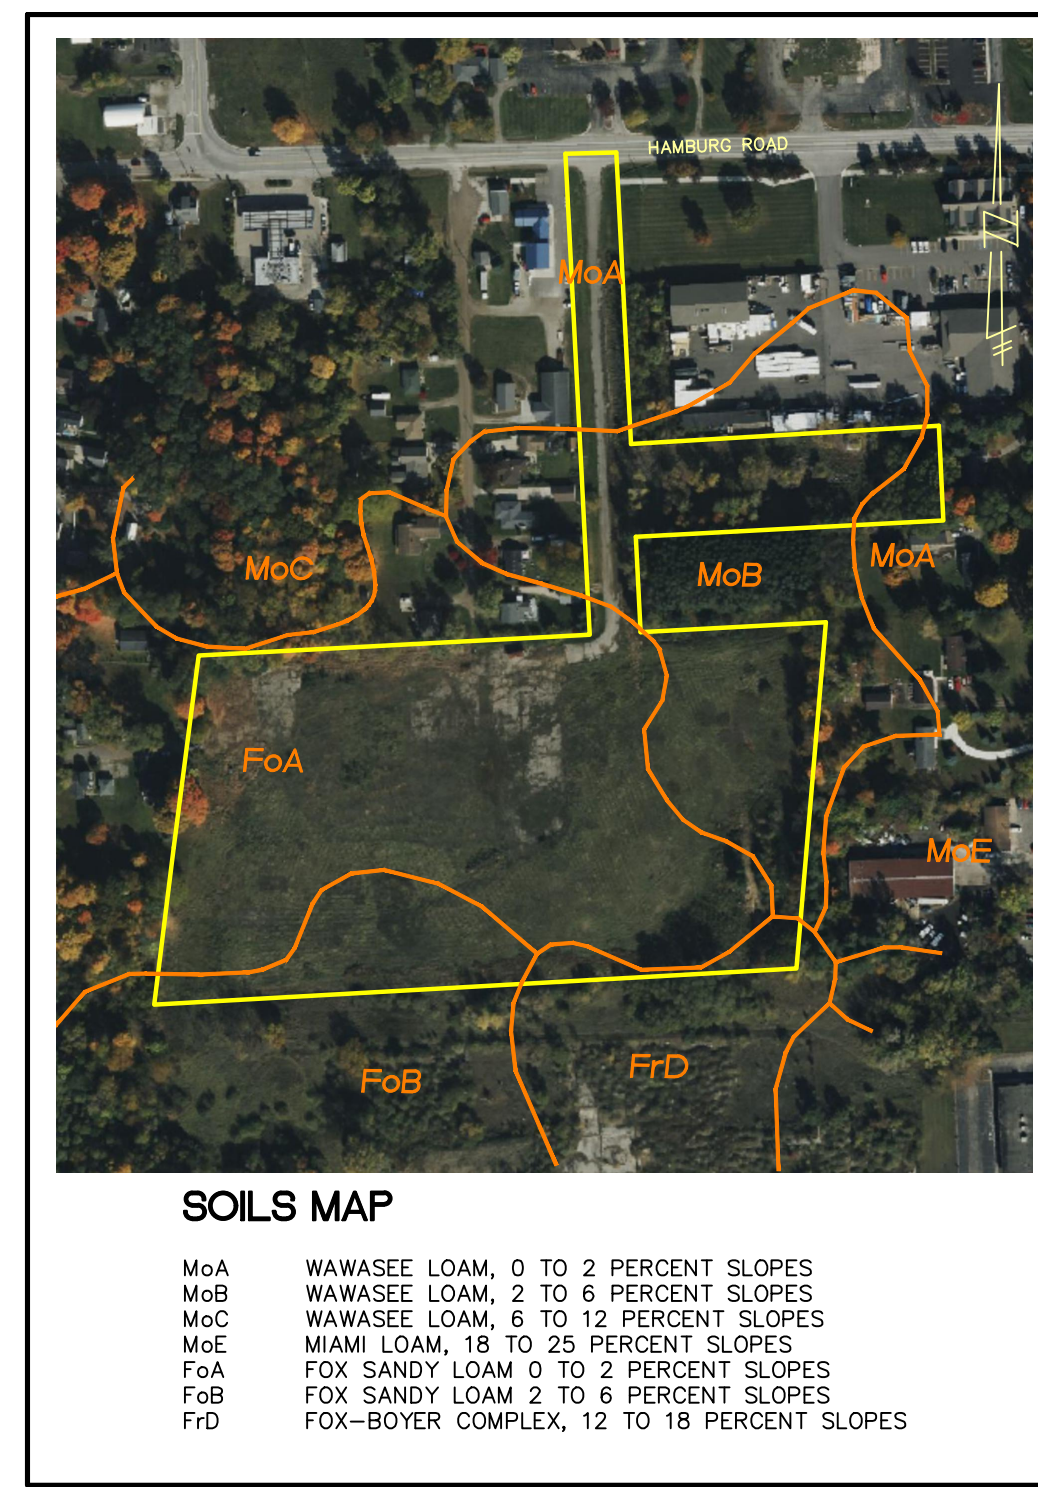 HAMBURG ROAD
N
MoA
MoC
MoB
MoA
FoA
MoE
FoB
FrD
SOILS MAP
MoA WAWASEE LOAM, 0 TO 2 PERCENT SLOPES
MoB WAWASEE LOAM, 2 TO 6 PERCENT SLOPES
MoC WAWASEE LOAM, 6 TO 12 PERCENT SLOPES
MoE MIAMI LOAM, 18 TO 25 PERCENT SLOPES
FoA FOX SANDY LOAM 0 TO 2 PERCENT SLOPES
FoB FOX SANDY LOAM 2 TO 6 PERCENT SLOPES
FrD FOX-BOYER COMPLEX, 12 TO 18 PERCENT SLOPES